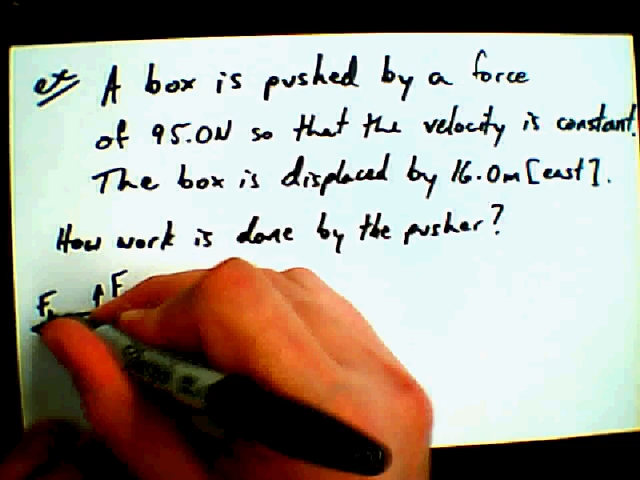 ex A box is pushed by a force
of 95.0N so that the velocity is constant.
The box is displaced by 16.0m [east].
How work is done by the pusher?
F F